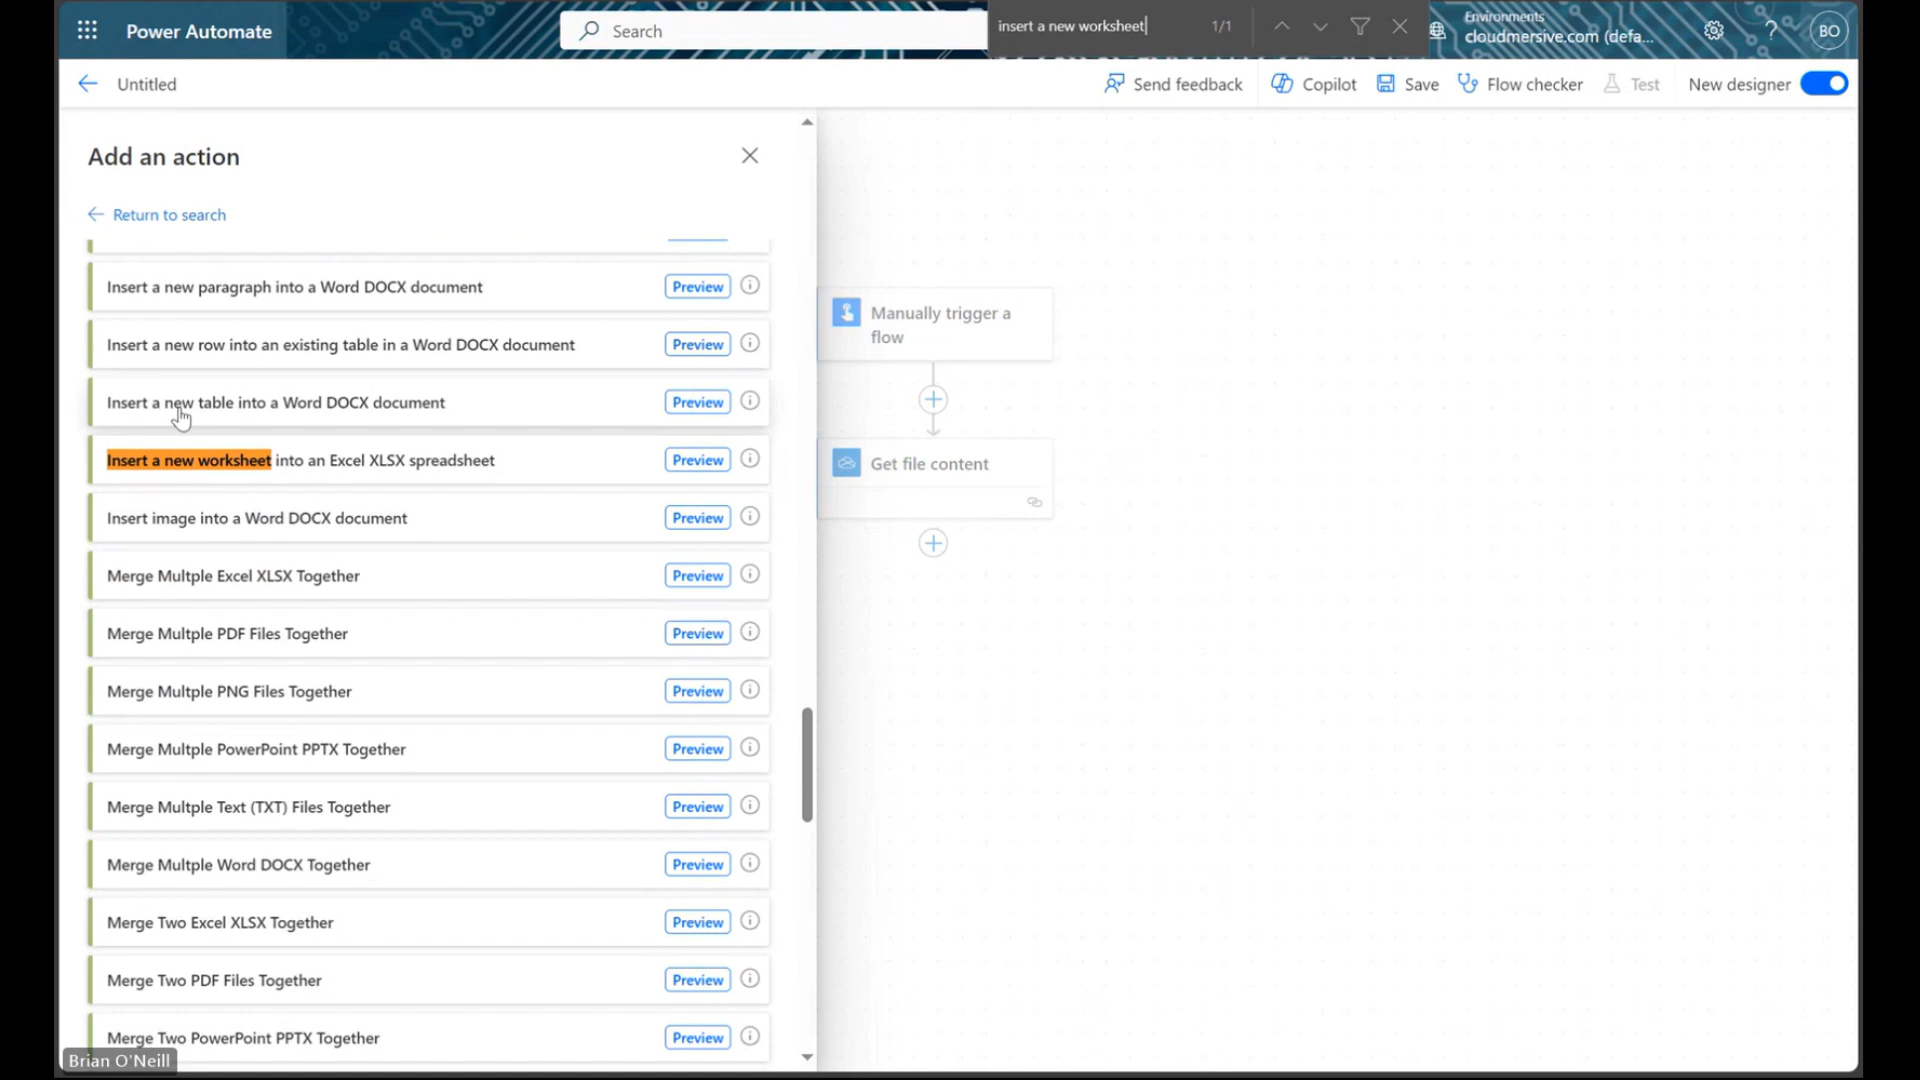 Power Automate
Search
insert a new worksheet
1/1
Environments
cloudmersive.com (defa...
BO
Untitled
Send feedback
Copilot
Save
Flow checker
Test
New designer
Add an action
Return to search
Insert a new paragraph into a Word DOCX document
Preview
Insert a new row into an existing table in a Word DOCX document
Preview
Insert a new table into a Word DOCX document
Preview
Insert a new worksheet into an Excel XLSX spreadsheet
Preview
Insert image into a Word DOCX document
Preview
Merge Multple Excel XLSX Together
Preview
Merge Multple PDF Files Together
Preview
Merge Multple PNG Files Together
Preview
Merge Multple PowerPoint PPTX Together
Preview
Merge Multple Text (TXT) Files Together
Preview
Merge Multple Word DOCX Together
Preview
Merge Two Excel XLSX Together
Preview
Merge Two PDF Files Together
Preview
Merge Two PowerPoint PPTX Together
Preview
Manually trigger a
flow
Get file content
Brian O'Neill